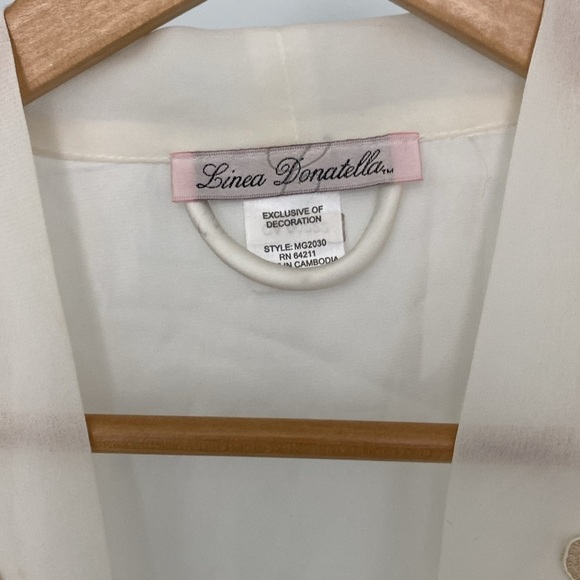 Linea Donatella™
EXCLUSIVE OF
DECORATION
STYLE: MG2030
RN 64211
IN CAMBODIA